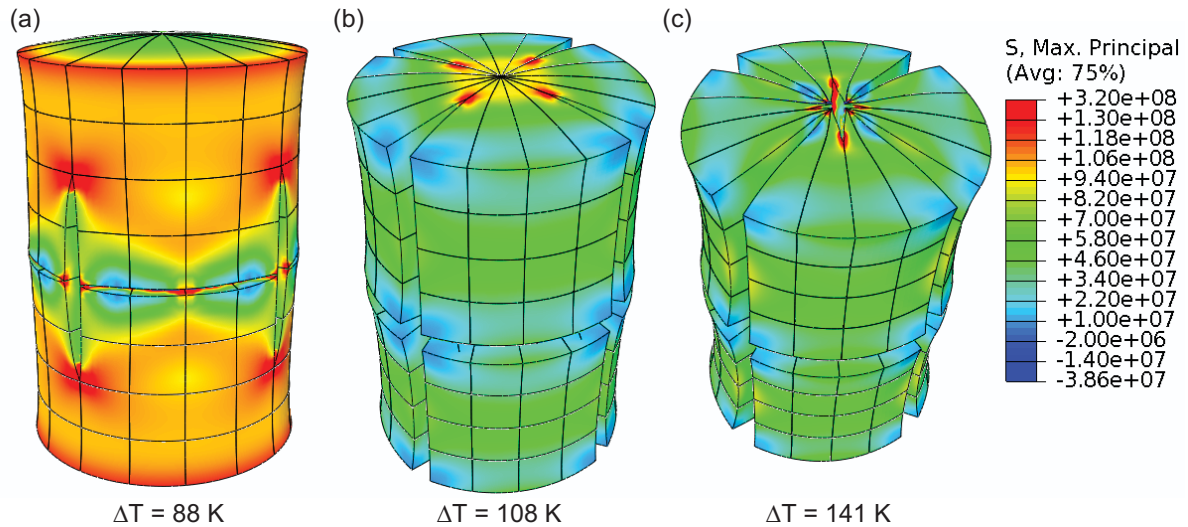 (a)
(b)
(c)
S, Max. Principal
(Avg: 75%)
+3.20e+08
+1.30e+08
+1.18e+08
+1.06e+08
+9.40e+07
+8.20e+07
+7.00e+07
+5.80e+07
+4.60e+07
+3.40e+07
+2.20e+07
+1.00e+07
-2.00e+06
-1.40e+07
-3.86e+07
ΔT = 88 K
ΔT = 108 K
ΔT = 141 K